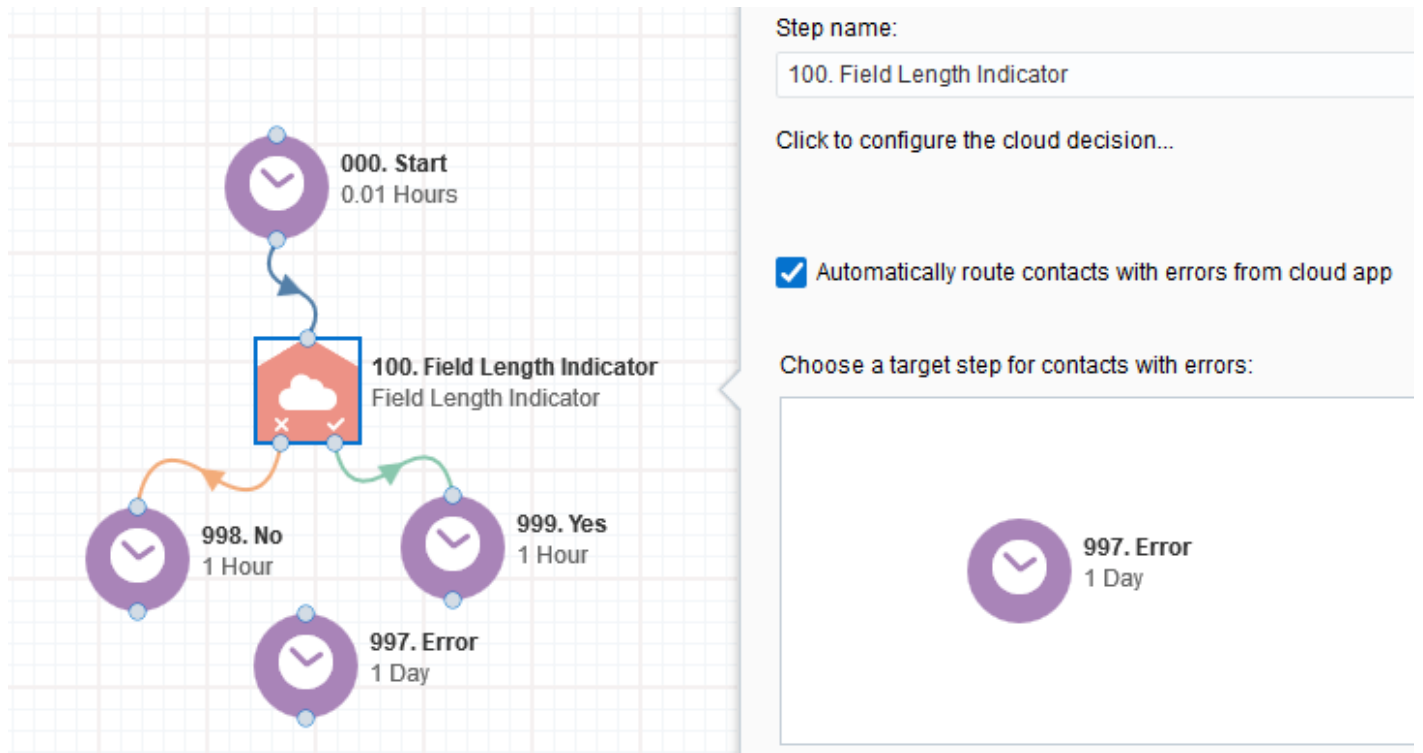 Step name:
100. Field Length Indicator
Click to configure the cloud decision...
Automatically route contacts with errors from cloud app
Choose a target step for contacts with errors:
997. Error
1 Day
000. Start
0.01 Hours
100. Field Length Indicator
Field Length Indicator
998. No
1 Hour
999. Yes
1 Hour
997. Error
1 Day